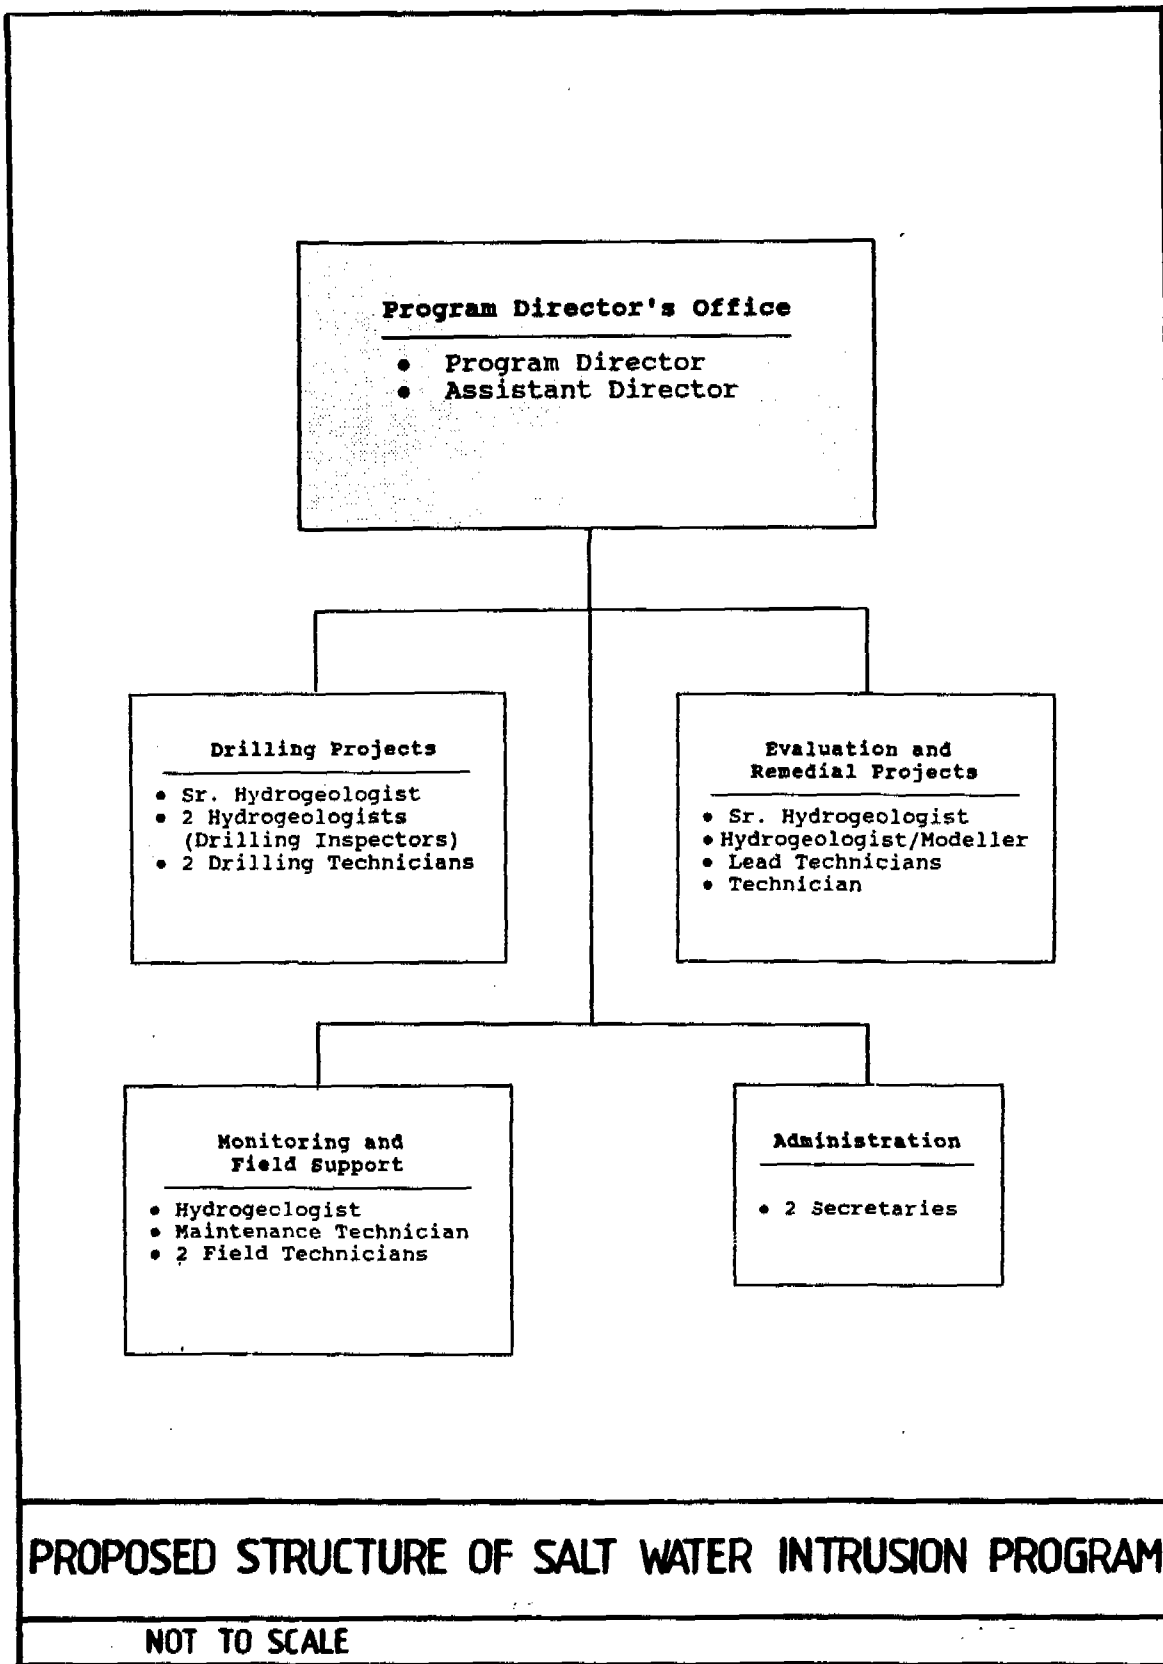 Program Director's Office
• Program Director
• Assistant Director
Drilling Projects
• Sr. Hydrogeologist
• 2 Hydrogeologists
(Drilling Inspectors)
• 2 Drilling Technicians
Evaluation and
Remedial Projects
• Sr. Hydrogeologist
• Hydrogeologist/Modeller
• Lead Technicians
• Technician
Monitoring and
Field Support
• Hydrogeologist
• Maintenance Technician
• 2 Field Technicians
Administration
• 2 Secretaries
PROPOSED STRUCTURE OF SALT WATER INTRUSION PROGRAM
NOT TO SCALE